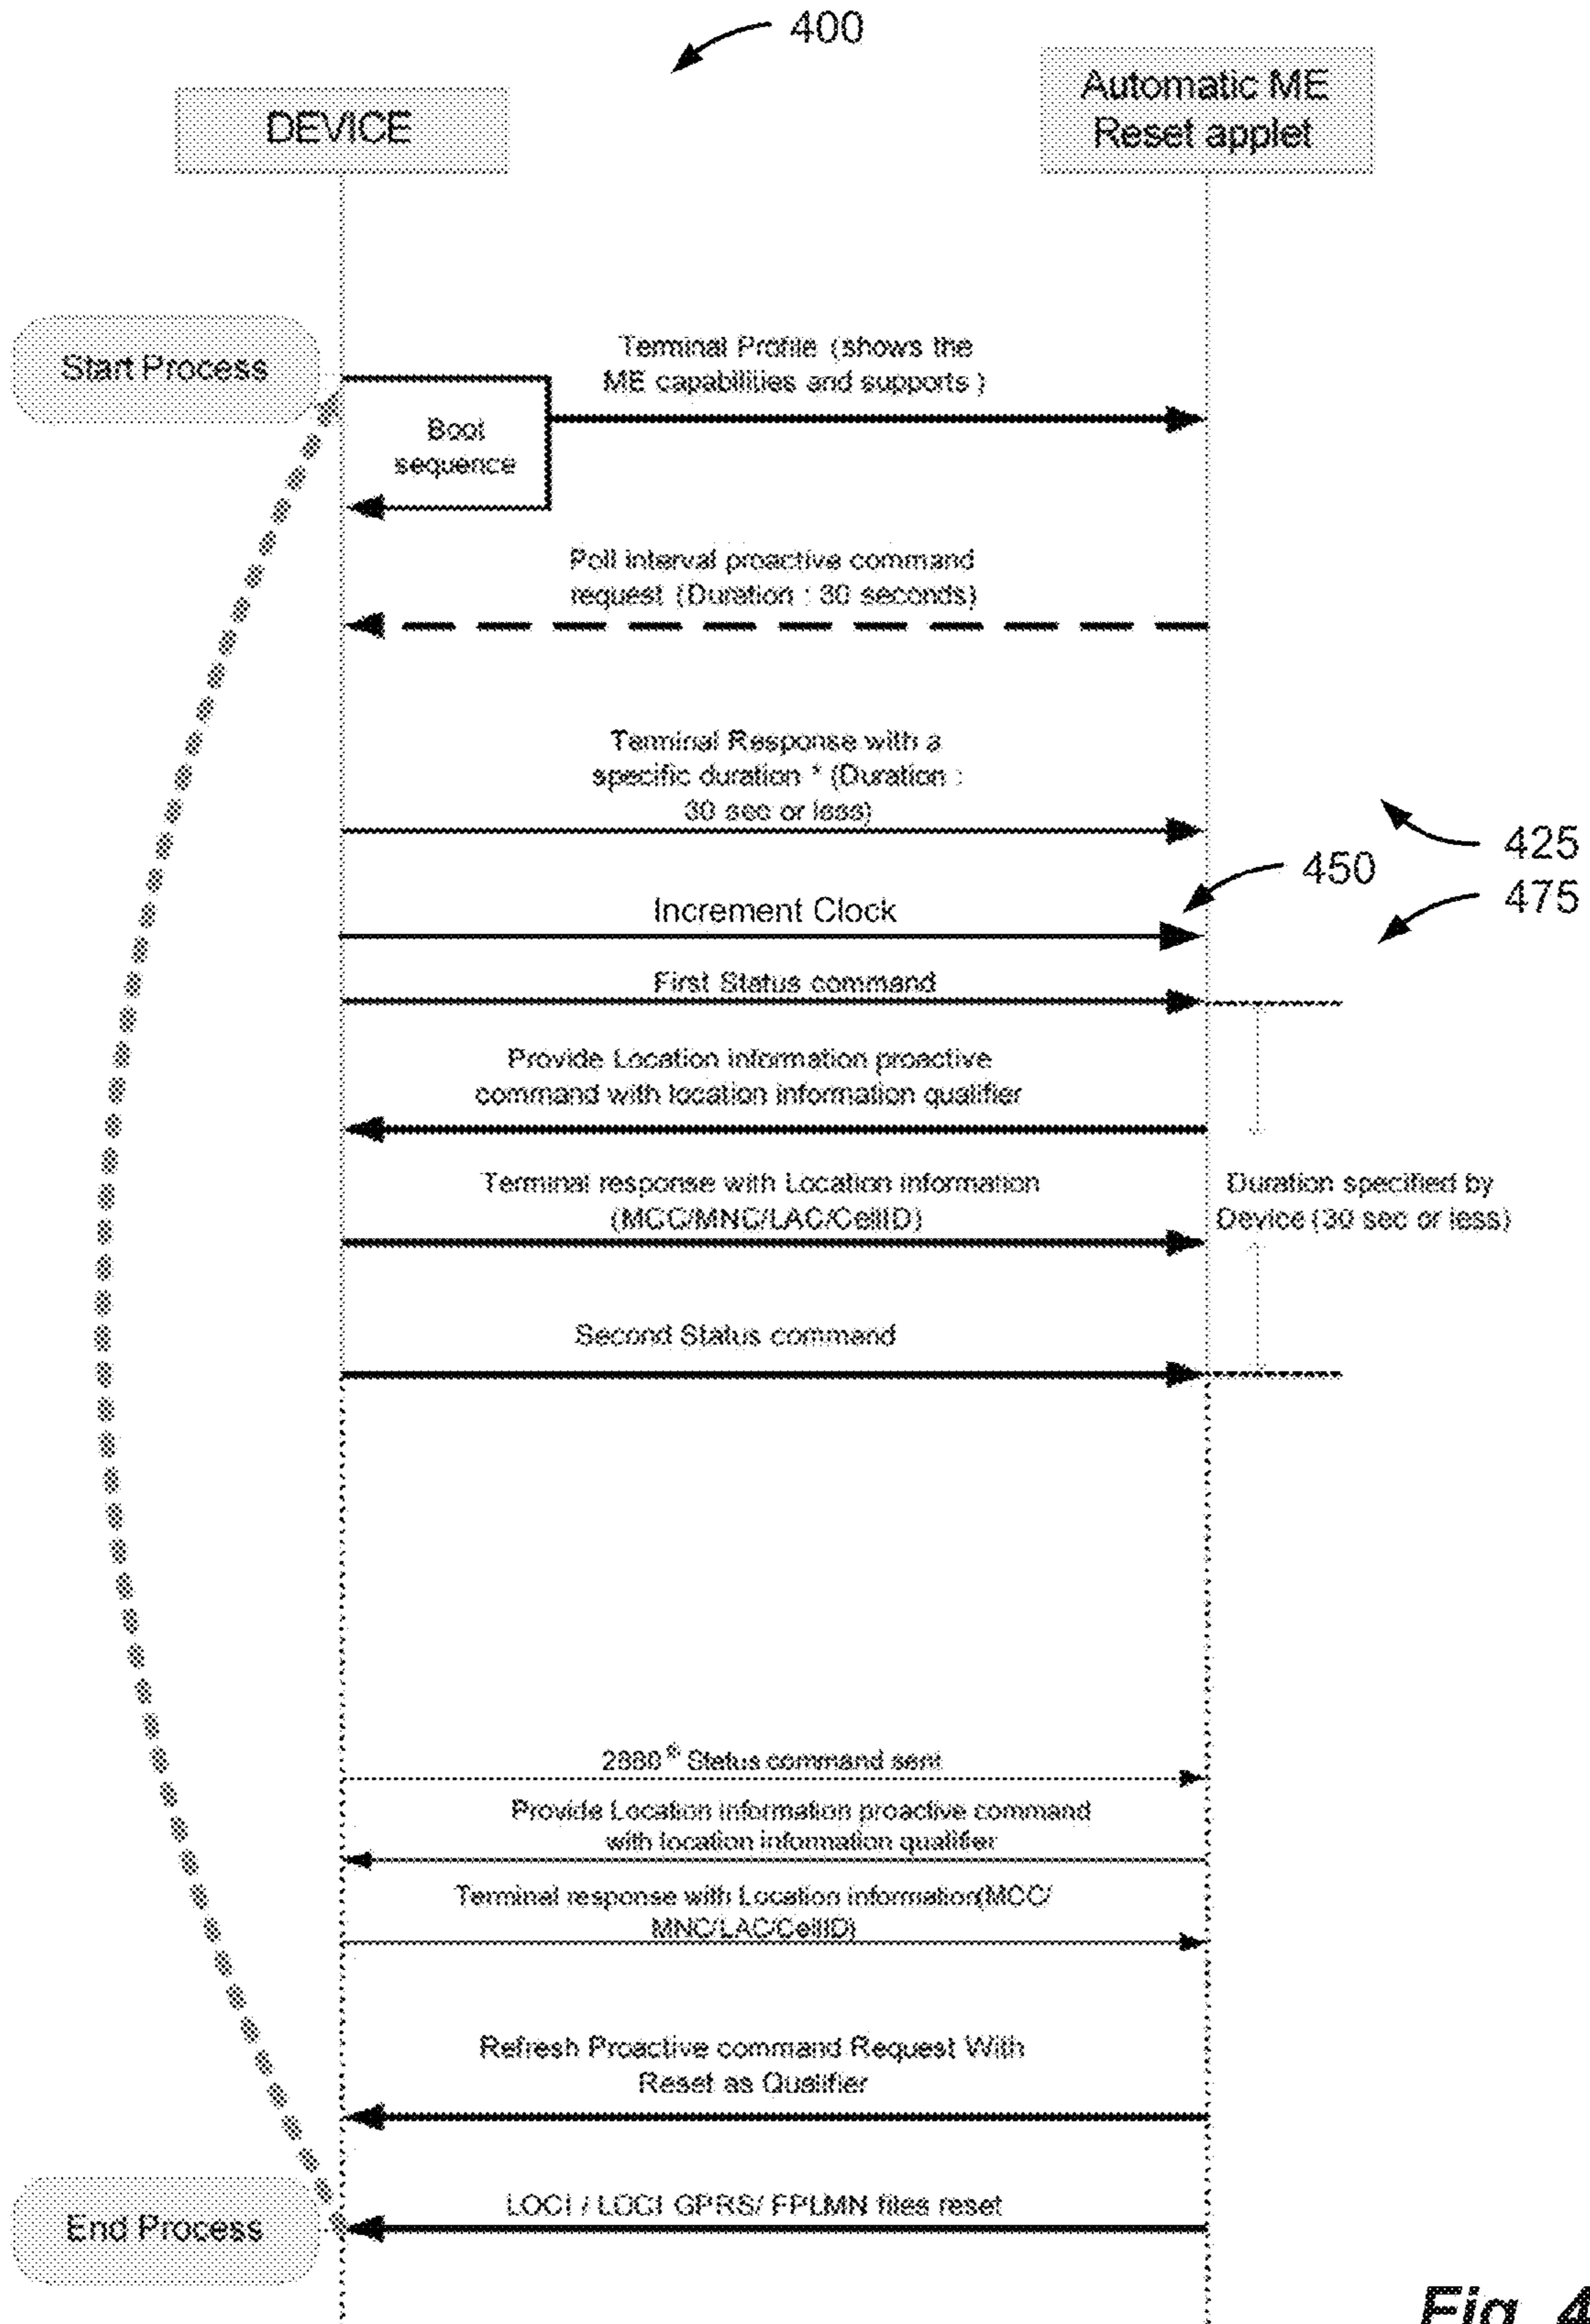 400
DEVICE
Automatic ME
Reset applet
Start Process
Terminal Profile (shows the
ME capabilities and supports )
Boot
sequence
Poll interval proactive command
request (Duration : 30 seconds)
Terminal Response with a
specific duration * (Duration :
30 sec or less)
425
450
475
Increment Clock
First Status command
Provide Location information proactive
command with location information qualifier
Terminal response with Location information
(MCC/MNC/LAC/CellID)
Duration specified by
Device (30 sec or less)
Second Status command
Status command sent
Provide Location information proactive command
with location information qualifier
Terminal response with Location information(MCC/
MNC/LAC/CellID)
Refresh Proactive command Request With
Reset as Qualifier
LOCI / LOCI GPRS/ FPLMN files reset
End Process
Fig. 4